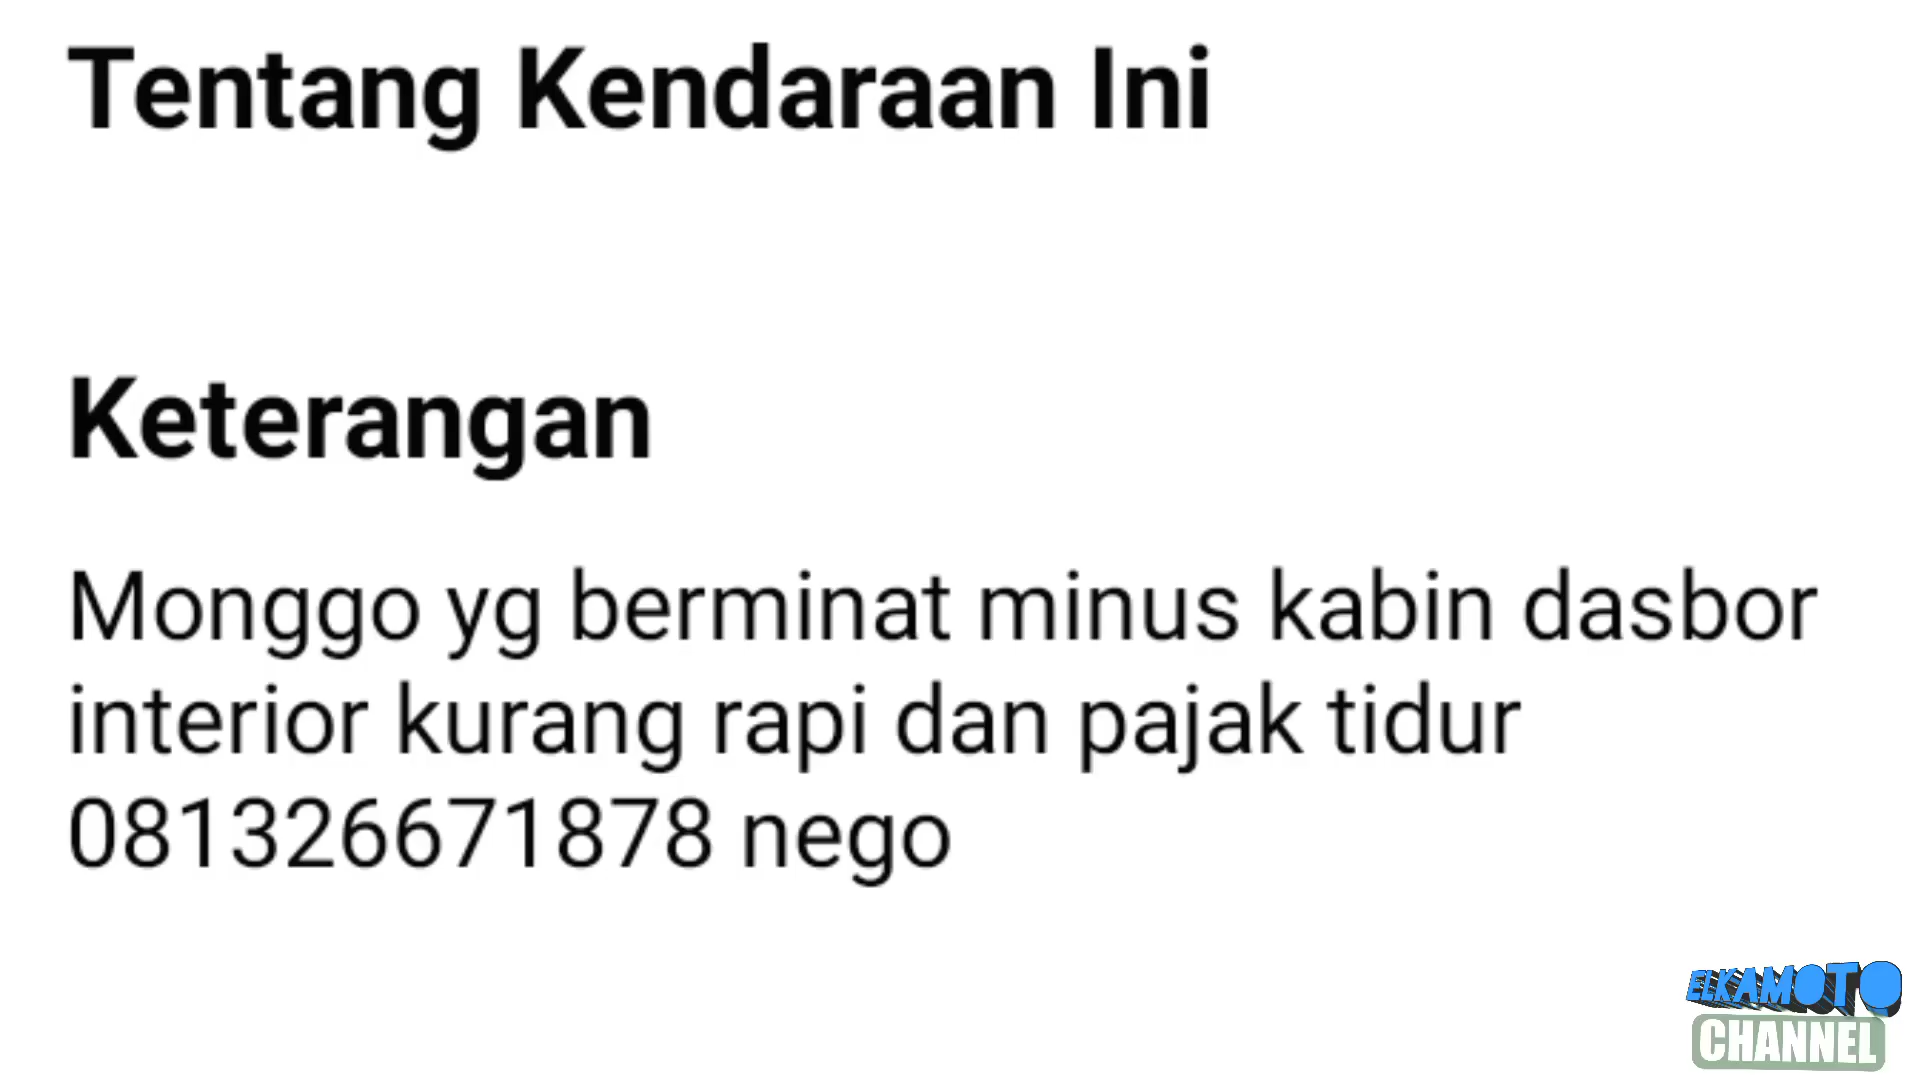 Tentang Kendaraan Ini
Keterangan
Monggo yg berminat minus kabin dasbor
interior kurang rapi dan pajak tidur
081326671878 nego
ELKAMOTO
CHANNEL